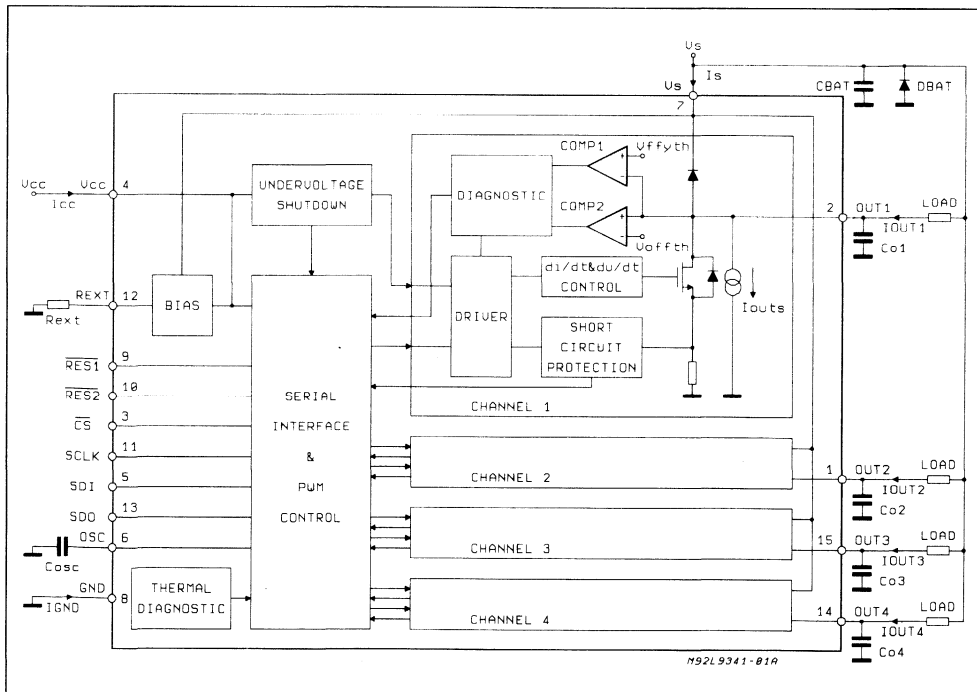 Vs
Is
Vs
7
CBAT
DBAT
Vcc
Icc
Vcc
4
UNDERVOLTAGE
SHUTDOWN
DIAGNOSTIC
COMP1
Vffyth
COMP2
Voffth
2
OUT1
IOUT1
LOAD
Co1
REXT
12
Rext
BIAS
DRIVER
di/dt&du/dt
CONTROL
SHORT
CIRCUIT
PROTECTION
Iouts
CHANNEL 1
RES1
9
RES2
10
CS
3
SCLK
11
SDI
5
SDO
13
OSC
6
Cosc
GND
8
IGND
SERIAL
INTERFACE
&
PWM
CONTROL
THERMAL
DIAGNOSTIC
CHANNEL 2
1
OUT2
IOUT2
LOAD
Co2
CHANNEL 3
15
OUT3
IOUT3
LOAD
Co3
CHANNEL 4
14
OUT4
IOUT4
LOAD
Co4
M92L9341-01A